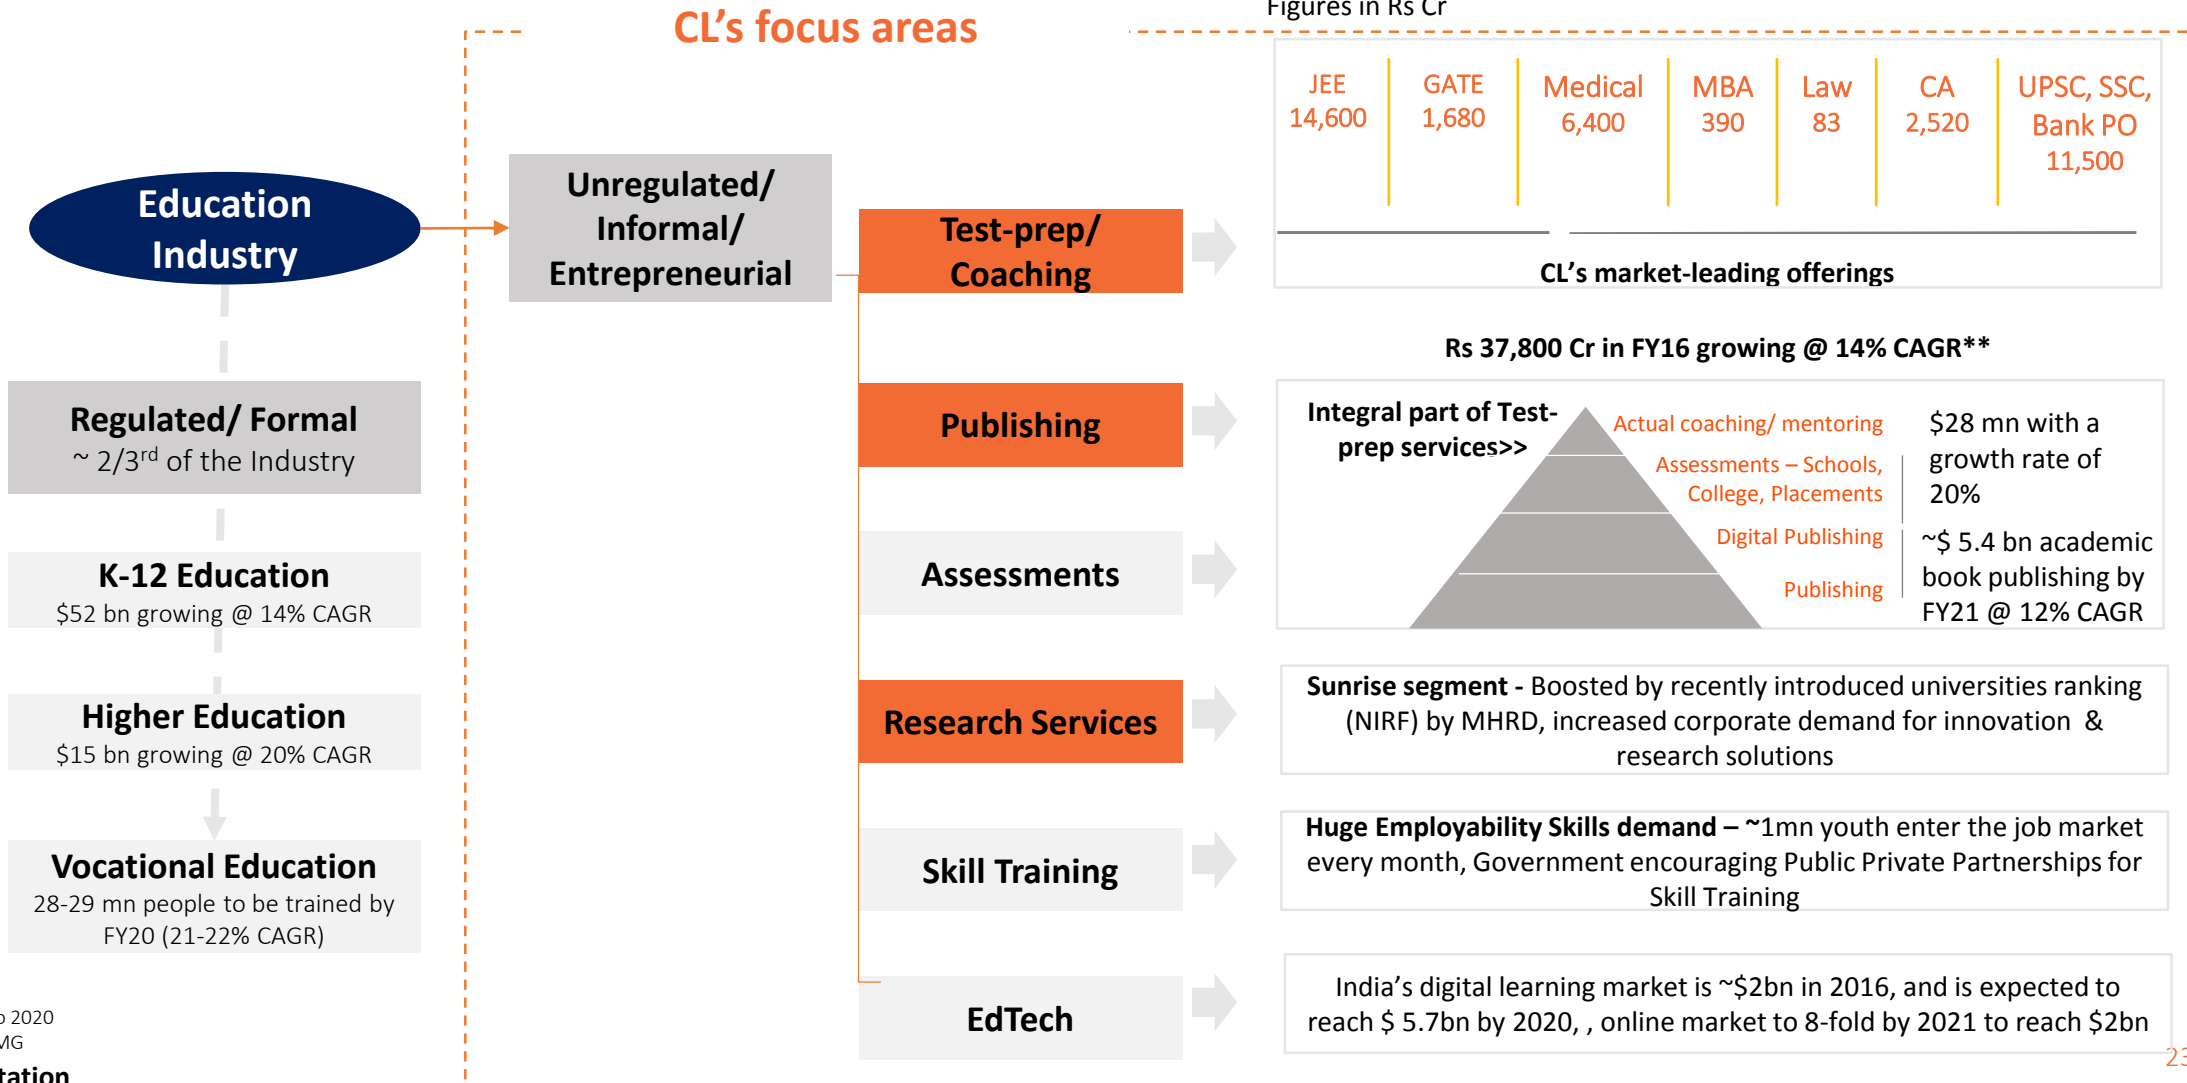 CL’s focus areas
Figures in Rs Cr
Education
Industry
Regulated/ Formal
~ 2/3rd of the Industry
K-12 Education
$52 bn growing @ 14% CAGR
Higher Education
$15 bn growing @ 20% CAGR
Vocational Education
28-29 mn people to be trained by
FY20 (21-22% CAGR)
Unregulated/
Informal/
Entrepreneurial
Test-prep/
Coaching
Publishing
Assessments
Research Services
Skill Training
EdTech
JEE
14,600
GATE
1,680
Medical
6,400
MBA
390
Law
83
CA
2,520
UPSC, SSC,
Bank PO
11,500
CL’s market-leading offerings
Rs 37,800 Cr in FY16 growing @ 14% CAGR**
Integral part of Test-
prep services>>
Actual coaching/ mentoring
Assessments – Schools,
College, Placements
Digital Publishing
Publishing
$28 mn with a
growth rate of
20%
~$ 5.4 bn academic
book publishing by
FY21 @ 12% CAGR
Sunrise segment - Boosted by recently introduced universities ranking
(NIRF) by MHRD, increased corporate demand for innovation &
research solutions
Huge Employability Skills demand – ~1mn youth enter the job market
every month, Government encouraging Public Private Partnerships for
Skill Training
India’s digital learning market is ~$2bn in 2016, and is expected to
reach $ 5.7bn by 2020, , online market to 8-fold by 2021 to reach $2bn
2020
23